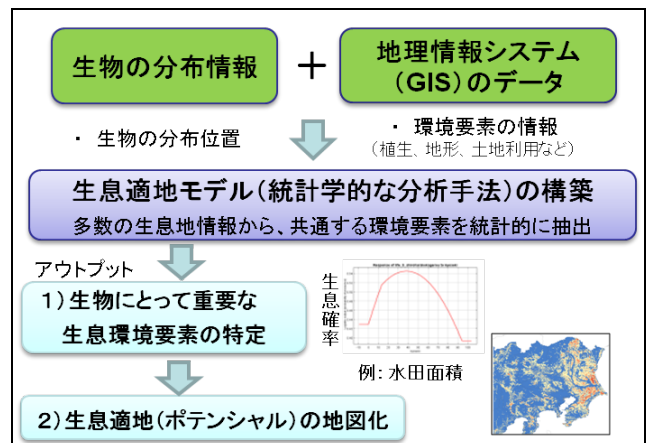 生物の分布情報
+
地理情報システム
(GIS)のデータ
・ 生物の分布位置
・ 環境要素の情報
(植生、地形、土地利用など)
生息適地モデル(統計学的な分析手法)の構築
多数の生息地情報から、共通する環境要素を統計的に抽出
アウトプット
1)生物にとって重要な
生息環境要素の特定
生息確率
例: 水田面積
2)生息適地(ポテンシャル)の地図化